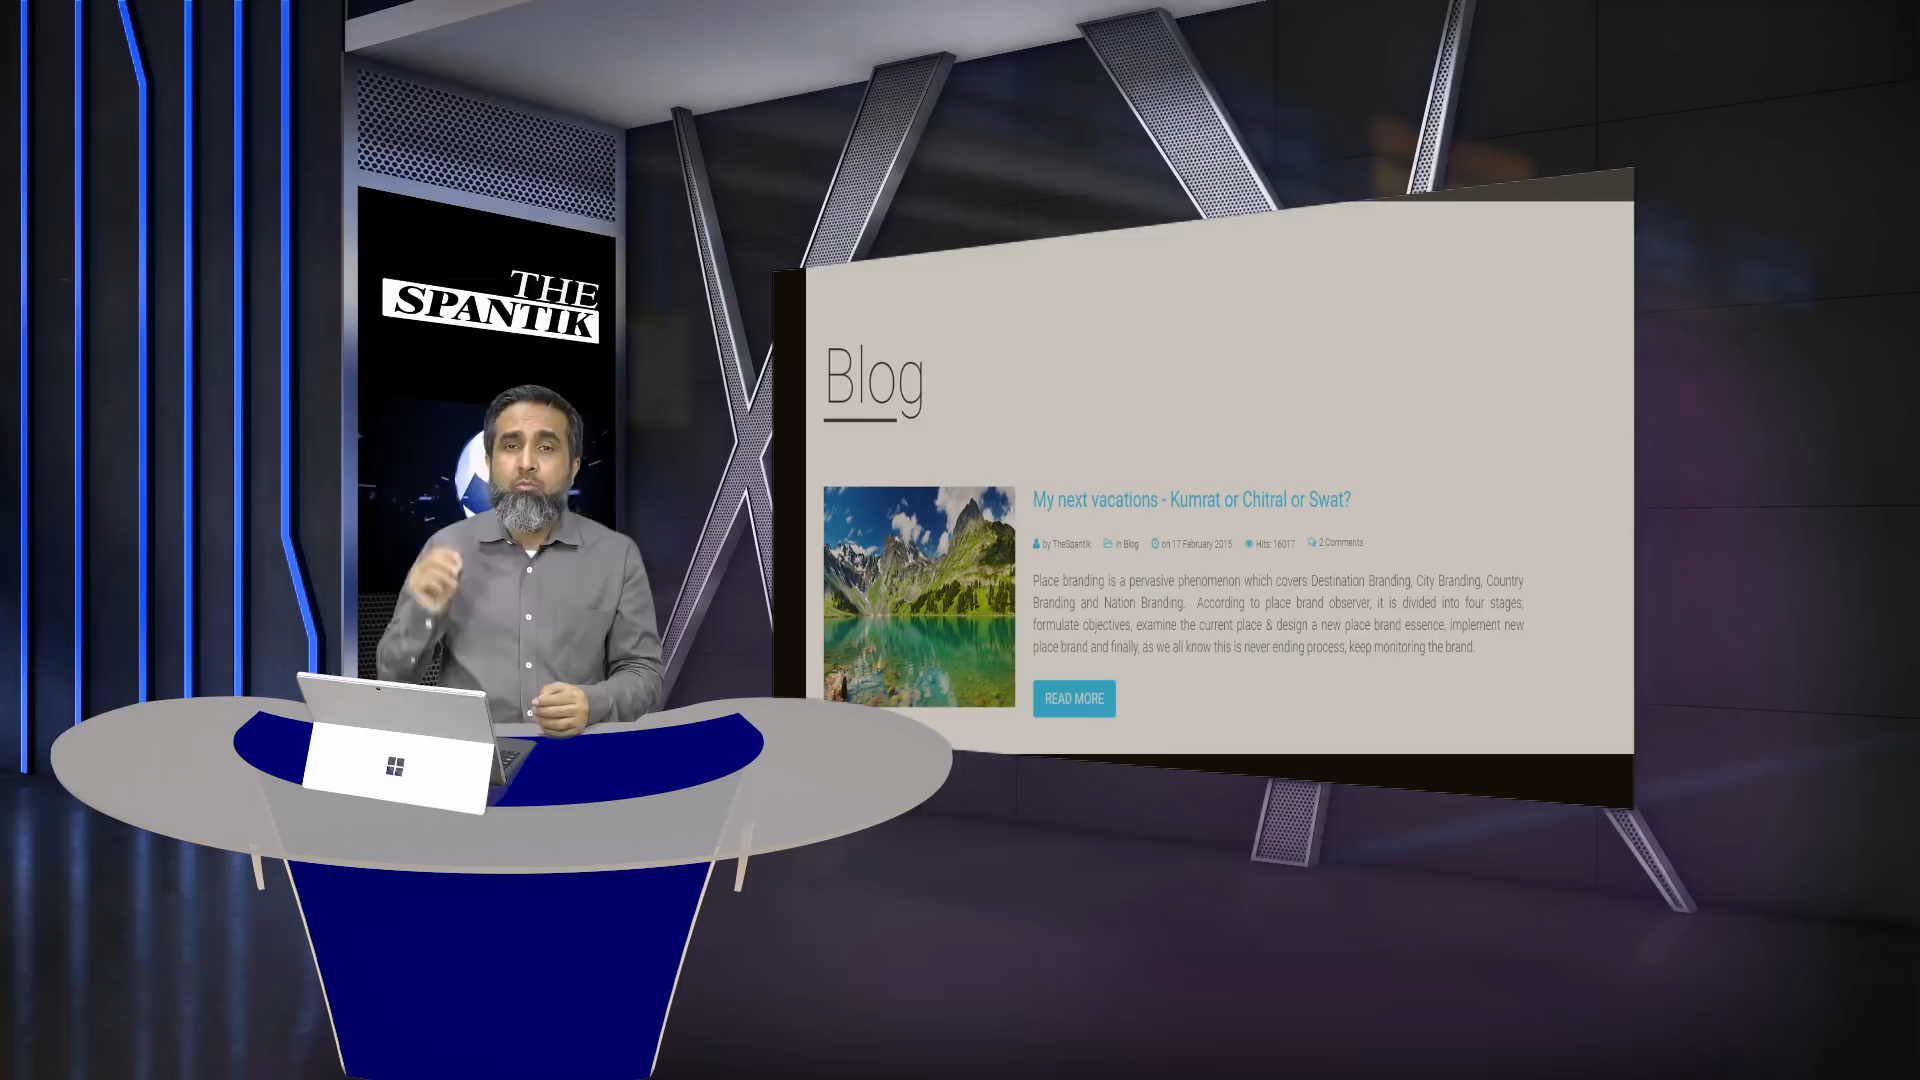 THE
SPANTIK
Blog
My next vacations - Kumrat or Chitral or Swat?
by TheSpantik in Blog on 17 February 2015 Hits: 16017 2 Comments
Place branding is a pervasive phenomenon which covers Destination Branding, City Branding, Country
Branding and Nation Branding. According to place brand observer, it is divided into four stages;
formulate objectives, examine the current place & design a new place brand essence, implement new
place brand and finally, as we all know this is never ending process, keep monitoring the brand.
READ MORE